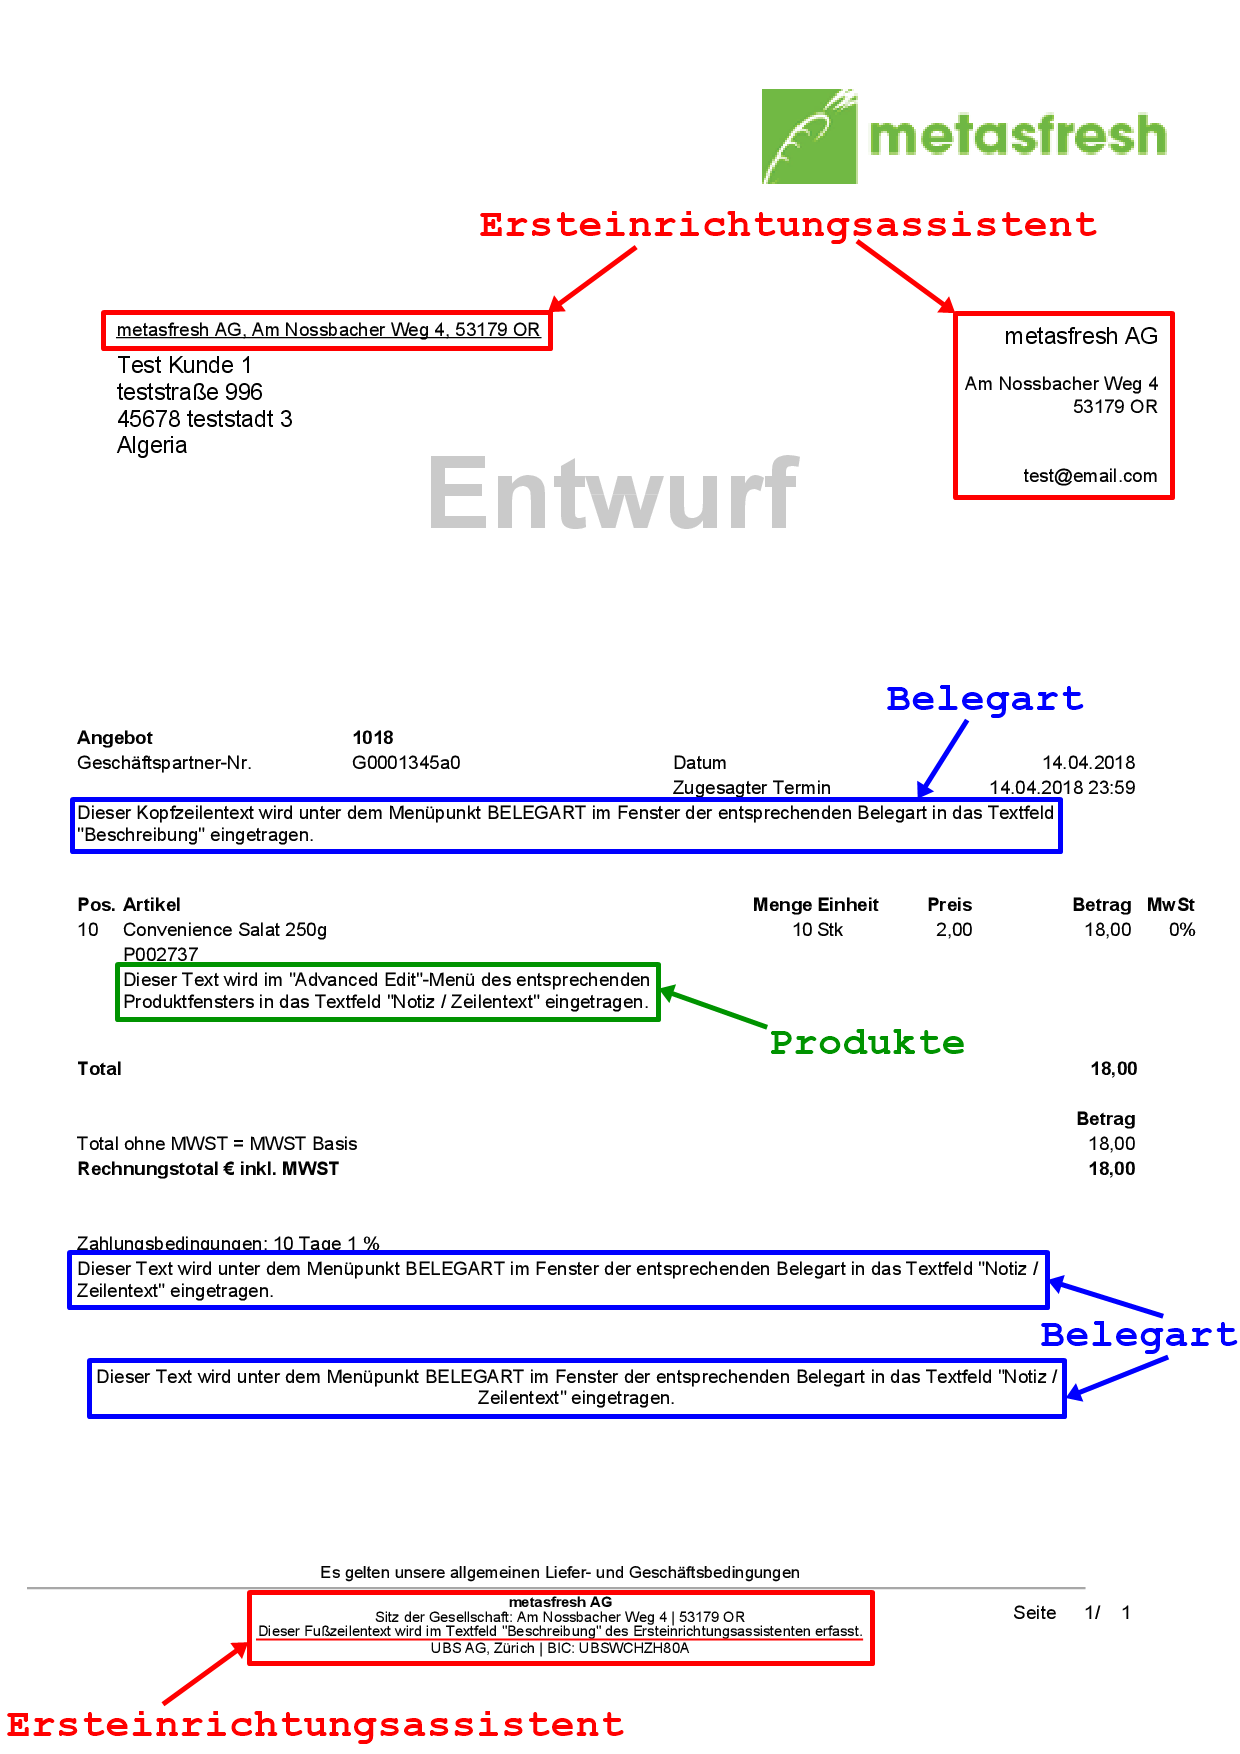 metasfresh
Ersteinrichtungsassistent
metasfresh AG, Am Nossbacher Weg 4, 53179 OR
Test Kunde 1
teststraße 996
45678 teststadt 3
Algeria
metasfresh AG
Am Nossbacher Weg 4
53179 OR
test@email.com
Entwurf
Belegart
Angebot 1018
Geschäftspartner-Nr. G0001345a0 Datum 14.04.2018
Zugesagter Termin 14.04.2018 23:59
Dieser Kopfzeilentext wird unter dem Menüpunkt BELEGART im Fenster der entsprechenden Belegart in das Textfeld
"Beschreibung" eingetragen.
Pos. Artikel Menge Einheit Preis Betrag MwSt
10 Convenience Salat 250g 10 Stk 2,00 18,00 0%
P002737
Dieser Text wird im "Advanced Edit"-Menü des entsprechenden
Produktfensters in das Textfeld "Notiz / Zeilentext" eingetragen.
Produkte
Total 18,00
Betrag
Total ohne MWST = MWST Basis 18,00
Rechnungstotal € inkl. MWST 18,00
Zahlungsbedingungen: 10 Tage 1 %
Dieser Text wird unter dem Menüpunkt BELEGART im Fenster der entsprechenden Belegart in das Textfeld "Notiz /
Zeilentext" eingetragen.
Belegart
Dieser Text wird unter dem Menüpunkt BELEGART im Fenster der entsprechenden Belegart in das Textfeld "Notiz /
Zeilentext" eingetragen.
Es gelten unsere allgemeinen Liefer- und Geschäftsbedingungen
metasfresh AG
Sitz der Gesellschaft: Am Nossbacher Weg 4 | 53179 OR
Dieser Fußzeilentext wird im Textfeld "Beschreibung" des Ersteinrichtungsassistenten erfasst.
UBS AG, Zürich | BIC: UBSWCHZH80A
Seite 1/ 1
Ersteinrichtungsassistent